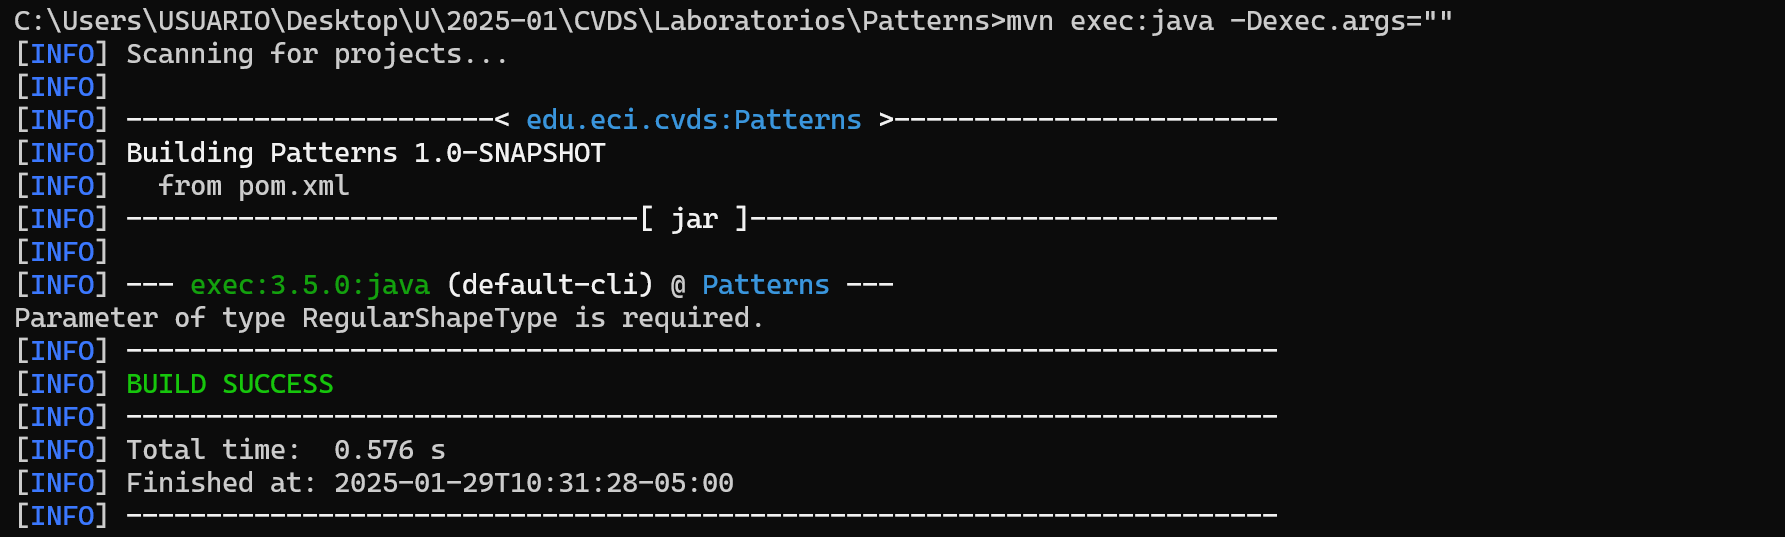 C:\Users\USUARIO\Desktop\U\2025-01\CVDS\Laboratorios\Patterns>mvn exec:java -Dexec.args=""
[INFO] Scanning for projects...
[INFO]
[INFO] -----------------------< edu.eci.cvds:Patterns >------------------------
[INFO] Building Patterns 1.0-SNAPSHOT
[INFO]   from pom.xml
[INFO] --------------------------------[ jar ]---------------------------------
[INFO]
[INFO] --- exec:3.5.0:java (default-cli) @ Patterns ---
Parameter of type RegularShapeType is required.
[INFO] ------------------------------------------------------------------------
[INFO] BUILD SUCCESS
[INFO] ------------------------------------------------------------------------
[INFO] Total time:  0.576 s
[INFO] Finished at: 2025-01-29T10:31:28-05:00
[INFO] ------------------------------------------------------------------------